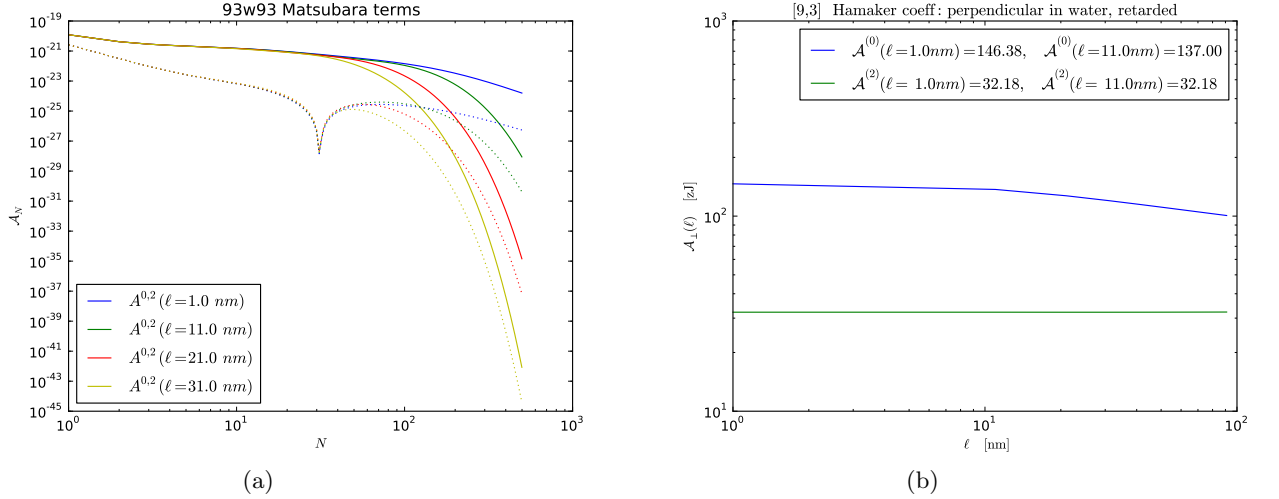 93w93 Matsubara terms
10^-19
10^-21
10^-23
10^-25
10^-27
10^-29
10^-31
10^-33
10^-35
10^-37
10^-39
10^-41
10^-43
10^-45
𝒜_N
A^{0,2}(ℓ=1.0 nm)
A^{0,2}(ℓ=11.0 nm)
A^{0,2}(ℓ=21.0 nm)
A^{0,2}(ℓ=31.0 nm)
10^0 10^1 10^2 10^3
N
(a)
[9,3] Hamaker coeff: perpendicular in water, retarded
10^3
10^2
10^1
𝒜_⊥(ℓ) [zJ]
𝒜^(0)(ℓ=1.0nm)=146.38, 𝒜^(0)(ℓ=11.0nm)=137.00
𝒜^(2)(ℓ= 1.0nm)=32.18, 𝒜^(2)(ℓ= 11.0nm)=32.18
10^0 10^1 10^2
ℓ [nm]
(b)